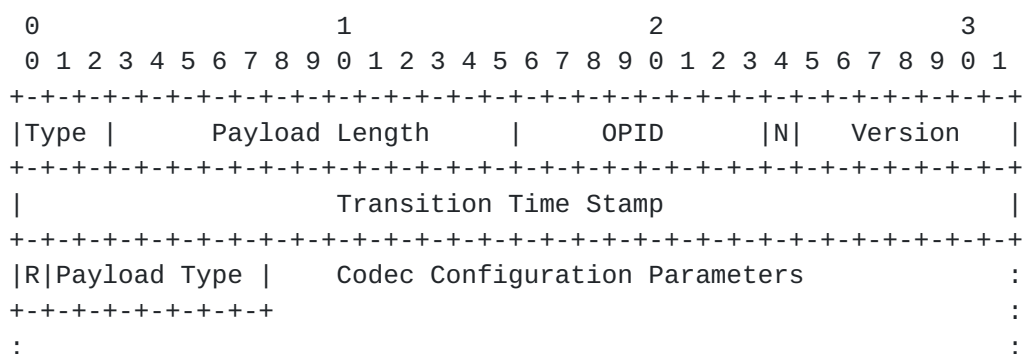 0                   1                   2                   3
 0 1 2 3 4 5 6 7 8 9 0 1 2 3 4 5 6 7 8 9 0 1 2 3 4 5 6 7 8 9 0 1
+-+-+-+-+-+-+-+-+-+-+-+-+-+-+-+-+-+-+-+-+-+-+-+-+-+-+-+-+-+-+-+-+
|Type |      Payload Length     |     OPID      |N|   Version   |
+-+-+-+-+-+-+-+-+-+-+-+-+-+-+-+-+-+-+-+-+-+-+-+-+-+-+-+-+-+-+-+-+
|                    Transition Time Stamp                      |
+-+-+-+-+-+-+-+-+-+-+-+-+-+-+-+-+-+-+-+-+-+-+-+-+-+-+-+-+-+-+-+-+
|R|Payload Type |    Codec Configuration Parameters             :
+-+-+-+-+-+-+-+-+                                               :
:                                                               :